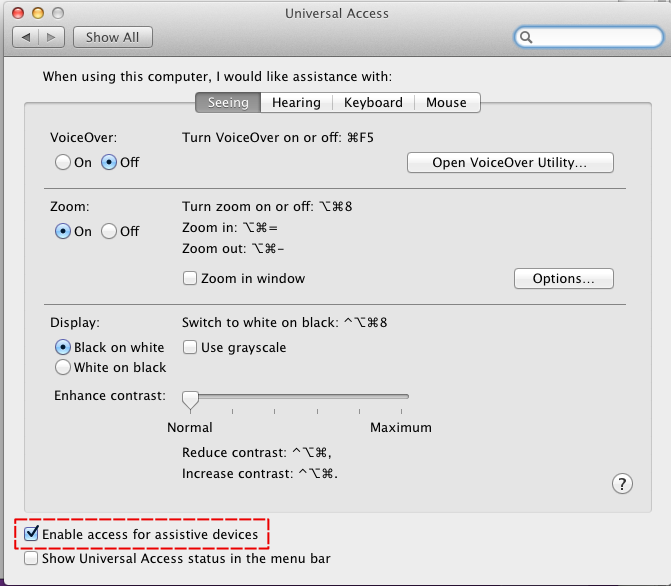 Universal Access
Show All
When using this computer, I would like assistance with:
Seeing Hearing Keyboard Mouse
VoiceOver: Turn VoiceOver on or off: ⌘F5
On Off Open VoiceOver Utility...
Zoom: Turn zoom on or off: ⌥⌘8
On Off Zoom in: ⌥⌘=
Zoom out: ⌥⌘-
Zoom in window Options...
Display: Switch to white on black: ^⌥⌘8
Black on white Use grayscale
White on black
Enhance contrast:
Normal Maximum
Reduce contrast: ^⌥⌘,
Increase contrast: ^⌥⌘.
?
Enable access for assistive devices
Show Universal Access status in the menu bar